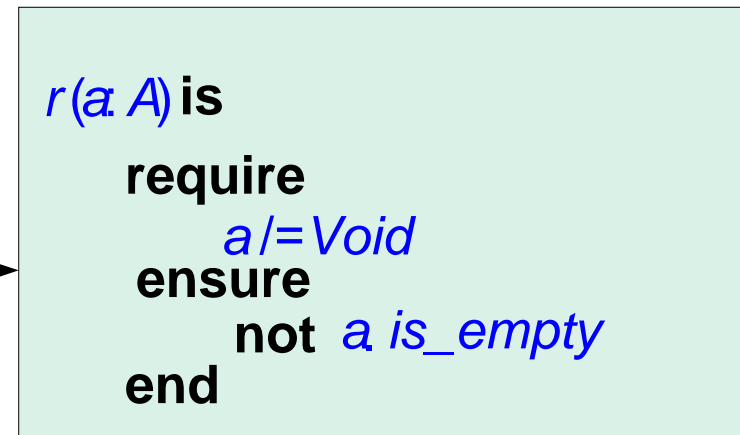 r (a: A) is
require
a /= Void
ensure
not a. is_empty
end